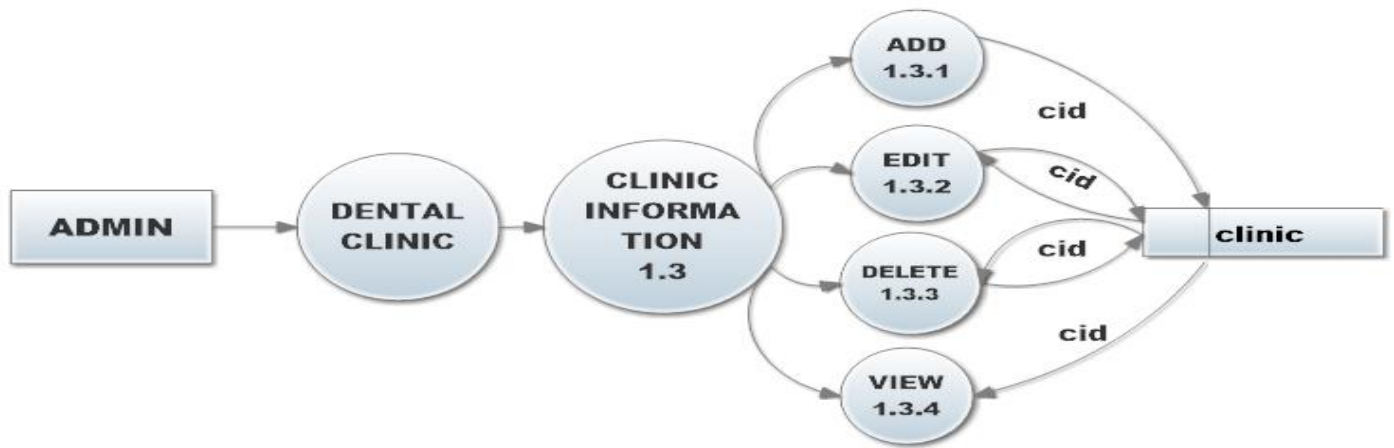 ADMIN
DENTAL
CLINIC
CLINIC
INFORMA
TION
1.3
ADD
1.3.1
EDIT
1.3.2
DELETE
1.3.3
VIEW
1.3.4
cid
cid
cid
cid
clinic